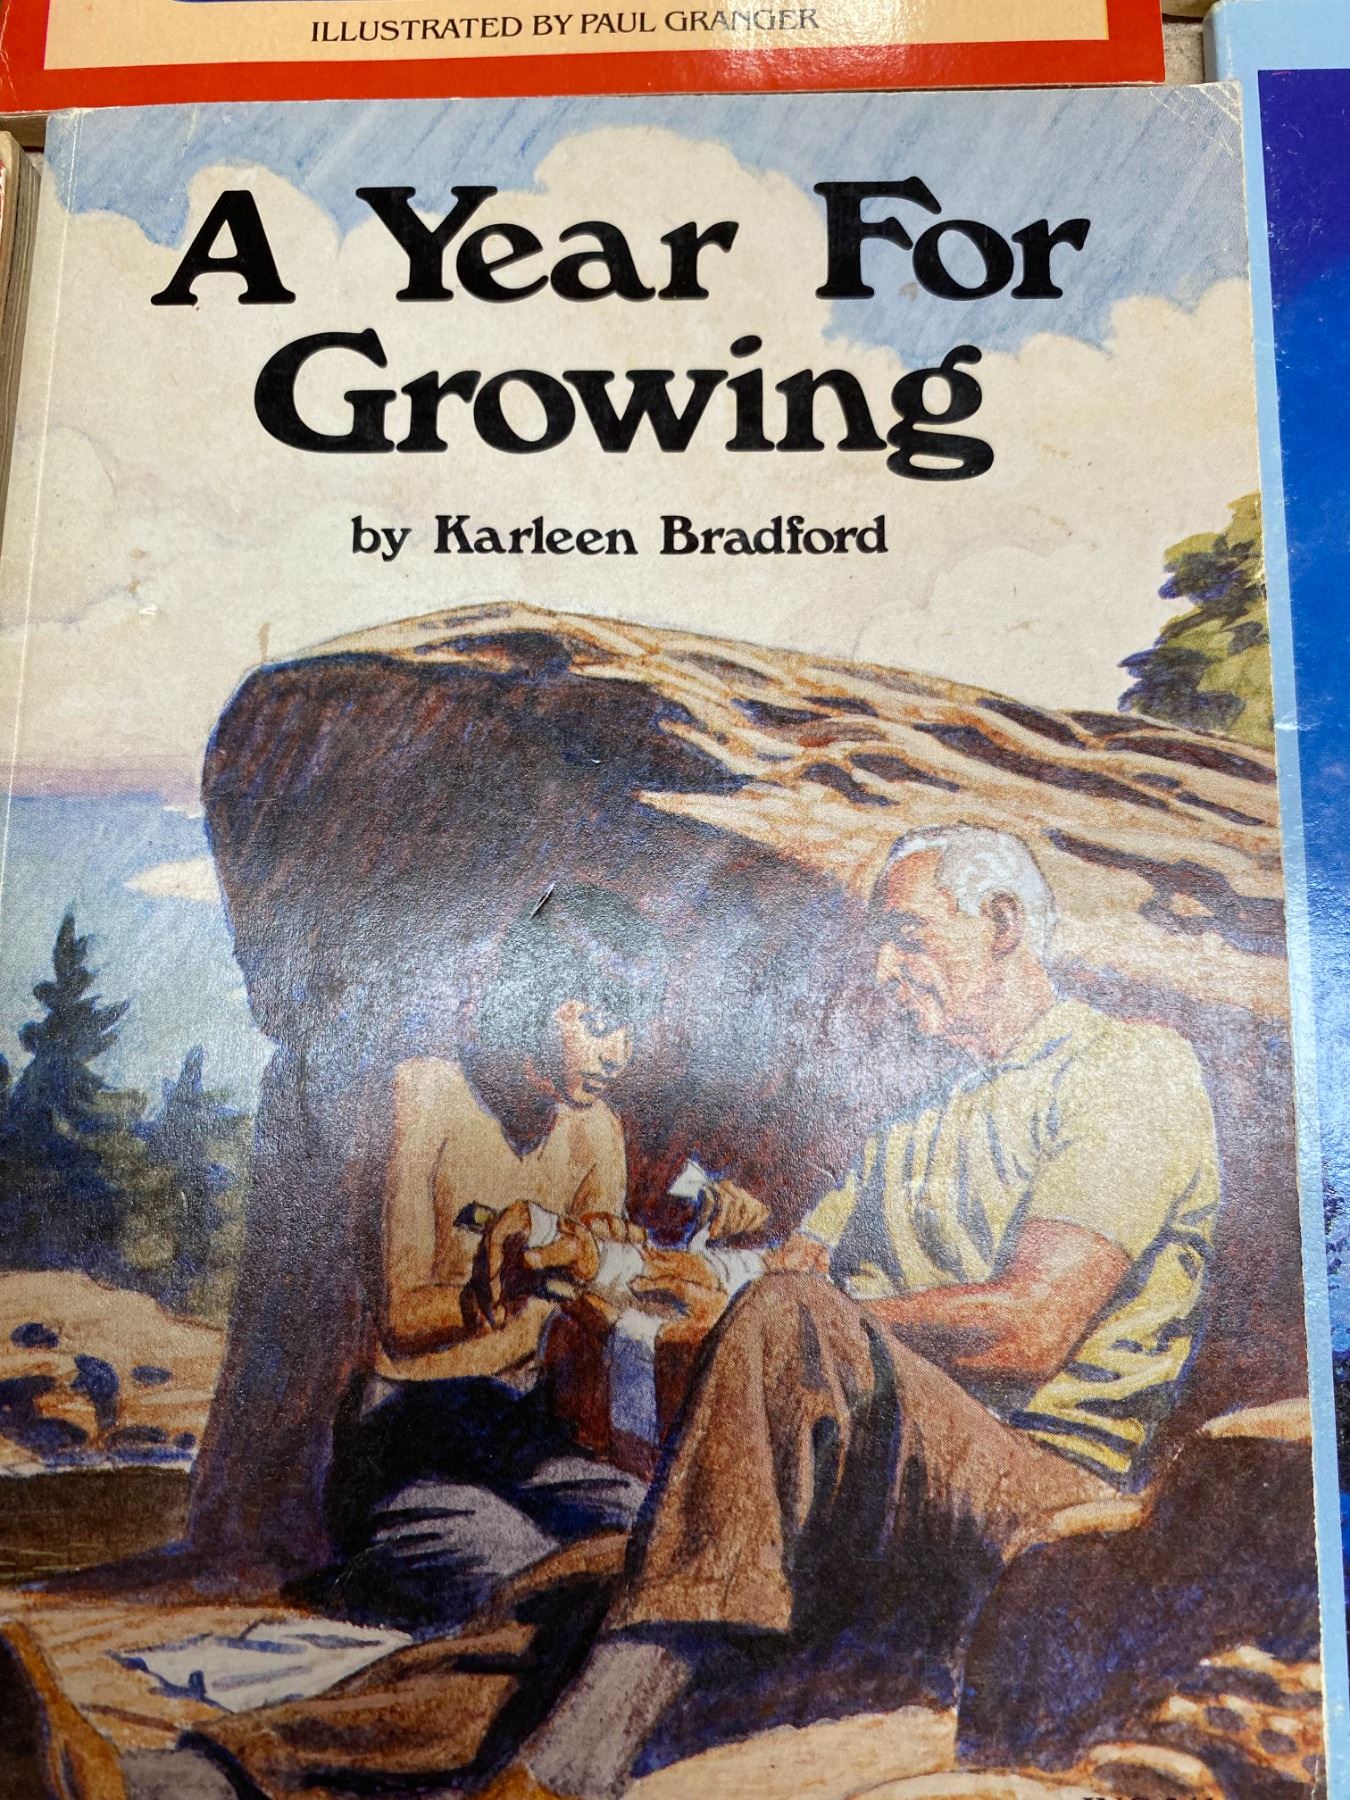 ILLUSTRATED BY PAUL GRANGER
A Year For
Growing
by Karleen Bradford